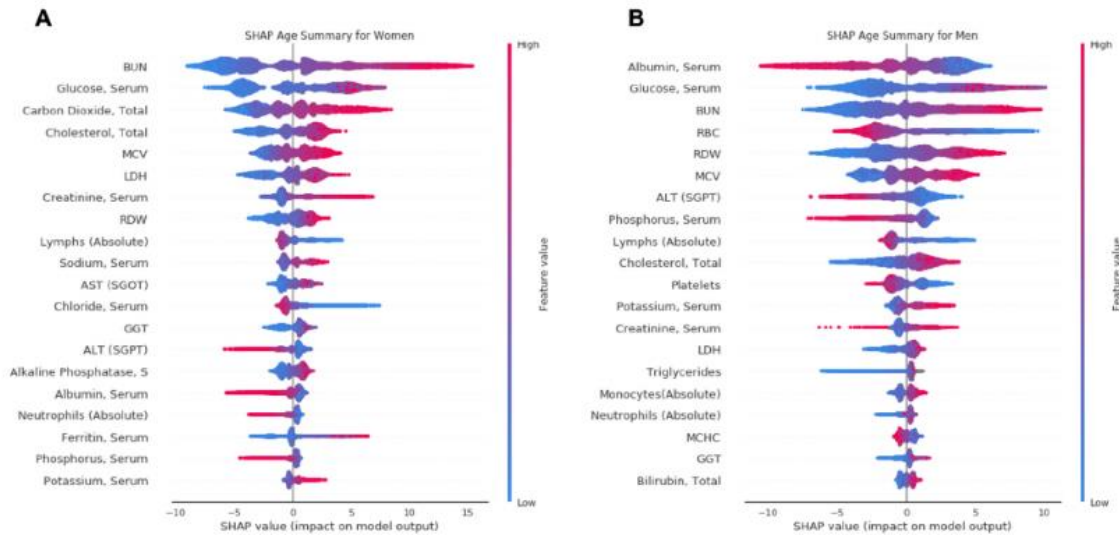 A
SHAP Age Summary for Women
High
BUN
Glucose, Serum
Carbon Dioxide, Total
Cholesterol, Total
MCV
LDH
Creatinine, Serum
RDW
Lymphs (Absolute)
Sodium, Serum
AST (SGOT)
Chloride, Serum
GGT
ALT (SGPT)
Alkaline Phosphatase, S
Albumin, Serum
Neutrophils (Absolute)
Ferritin, Serum
Phosphorus, Serum
Potassium, Serum
Feature value
Low
−10 −5 0 5 10 15
SHAP value (impact on model output)
B
SHAP Age Summary for Men
High
Albumin, Serum
Glucose, Serum
BUN
RBC
RDW
MCV
ALT (SGPT)
Phosphorus, Serum
Lymphs (Absolute)
Cholesterol, Total
Platelets
Potassium, Serum
Creatinine, Serum
LDH
Triglycerides
Monocytes(Absolute)
Neutrophils (Absolute)
MCHC
GGT
Bilirubin, Total
Feature value
Low
−10 −5 0 5 10
SHAP value (impact on model output)